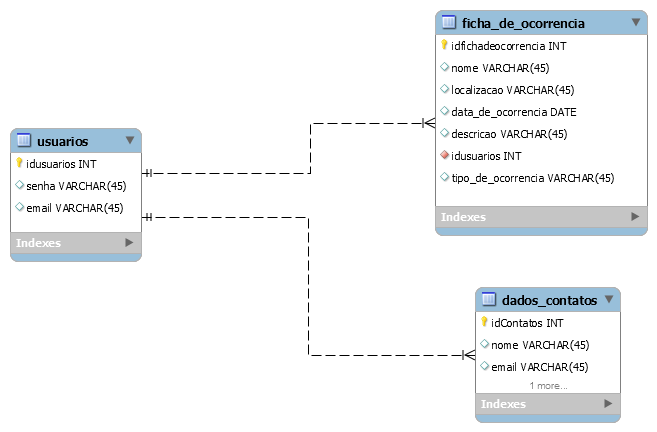 usuarios
idusuarios INT
senha VARCHAR(45)
email VARCHAR(45)
Indexes
ficha_de_ocorrencia
idfichadeocorrencia INT
nome VARCHAR(45)
localizacao VARCHAR(45)
data_de_ocorrencia DATE
descricao VARCHAR(45)
idusuarios INT
tipo_de_ocorrencia VARCHAR(45)
Indexes
dados_contatos
idContatos INT
nome VARCHAR(45)
email VARCHAR(45)
1 more...
Indexes